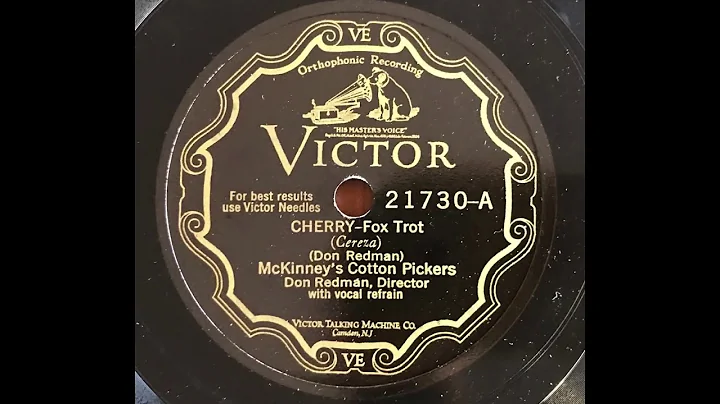 VE
Orthophonic Recording
"HIS MASTER'S VOICE"
VICTOR
For best results
use Victor Needles
21730-A
CHERRY-Fox Trot
(Cereza)
(Don Redman)
McKinney's Cotton Pickers
Don Redman, Director
with vocal refrain
VICTOR TALKING MACHINE CO.
Camden, NJ
VE